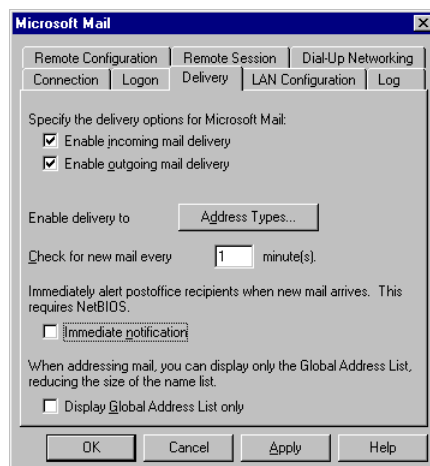 Microsoft Mail
Remote Configuration Remote Session Dial-Up Networking
Connection Logon Delivery LAN Configuration Log
Specify the delivery options for Microsoft Mail:
Enable incoming mail delivery
Enable outgoing mail delivery
Enable delivery to Address Types...
Check for new mail every 1 minute(s).
Immediately alert postoffice recipients when new mail arrives. This
requires NetBIOS.
Immediate notification
When addressing mail, you can display only the Global Address List,
reducing the size of the name list.
Display Global Address List only
OK Cancel Apply Help